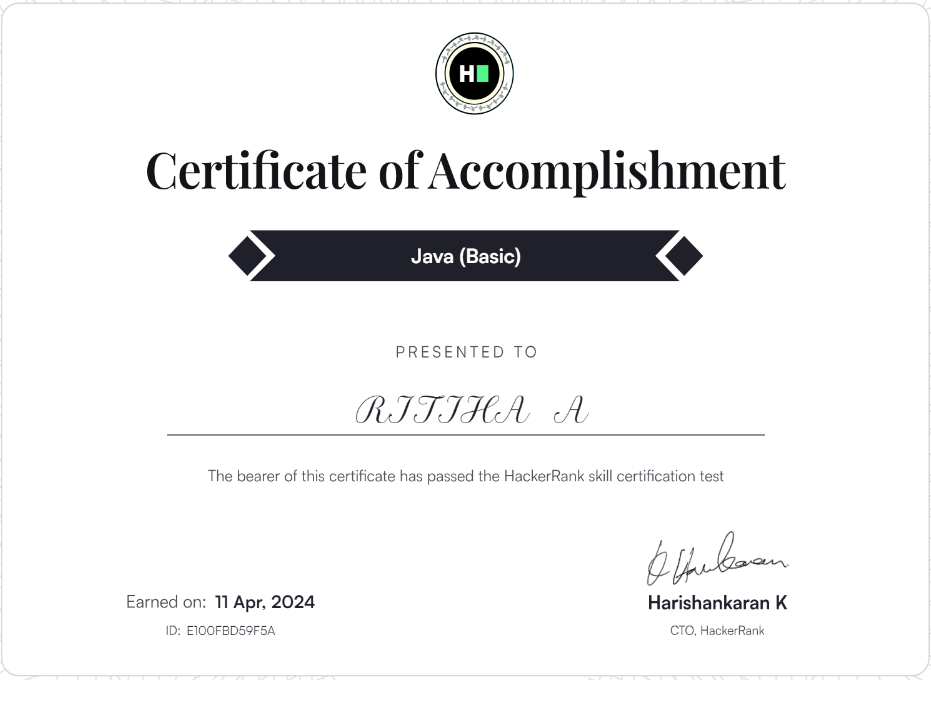 H
Certificate of Accomplishment
Java (Basic)
PRESENTED TO
RITIHA A
The bearer of this certificate has passed the HackerRank skill certification test
Earned on: 11 Apr, 2024
ID: E100FBD59F5A
Harishankaran K
CTO, HackerRank